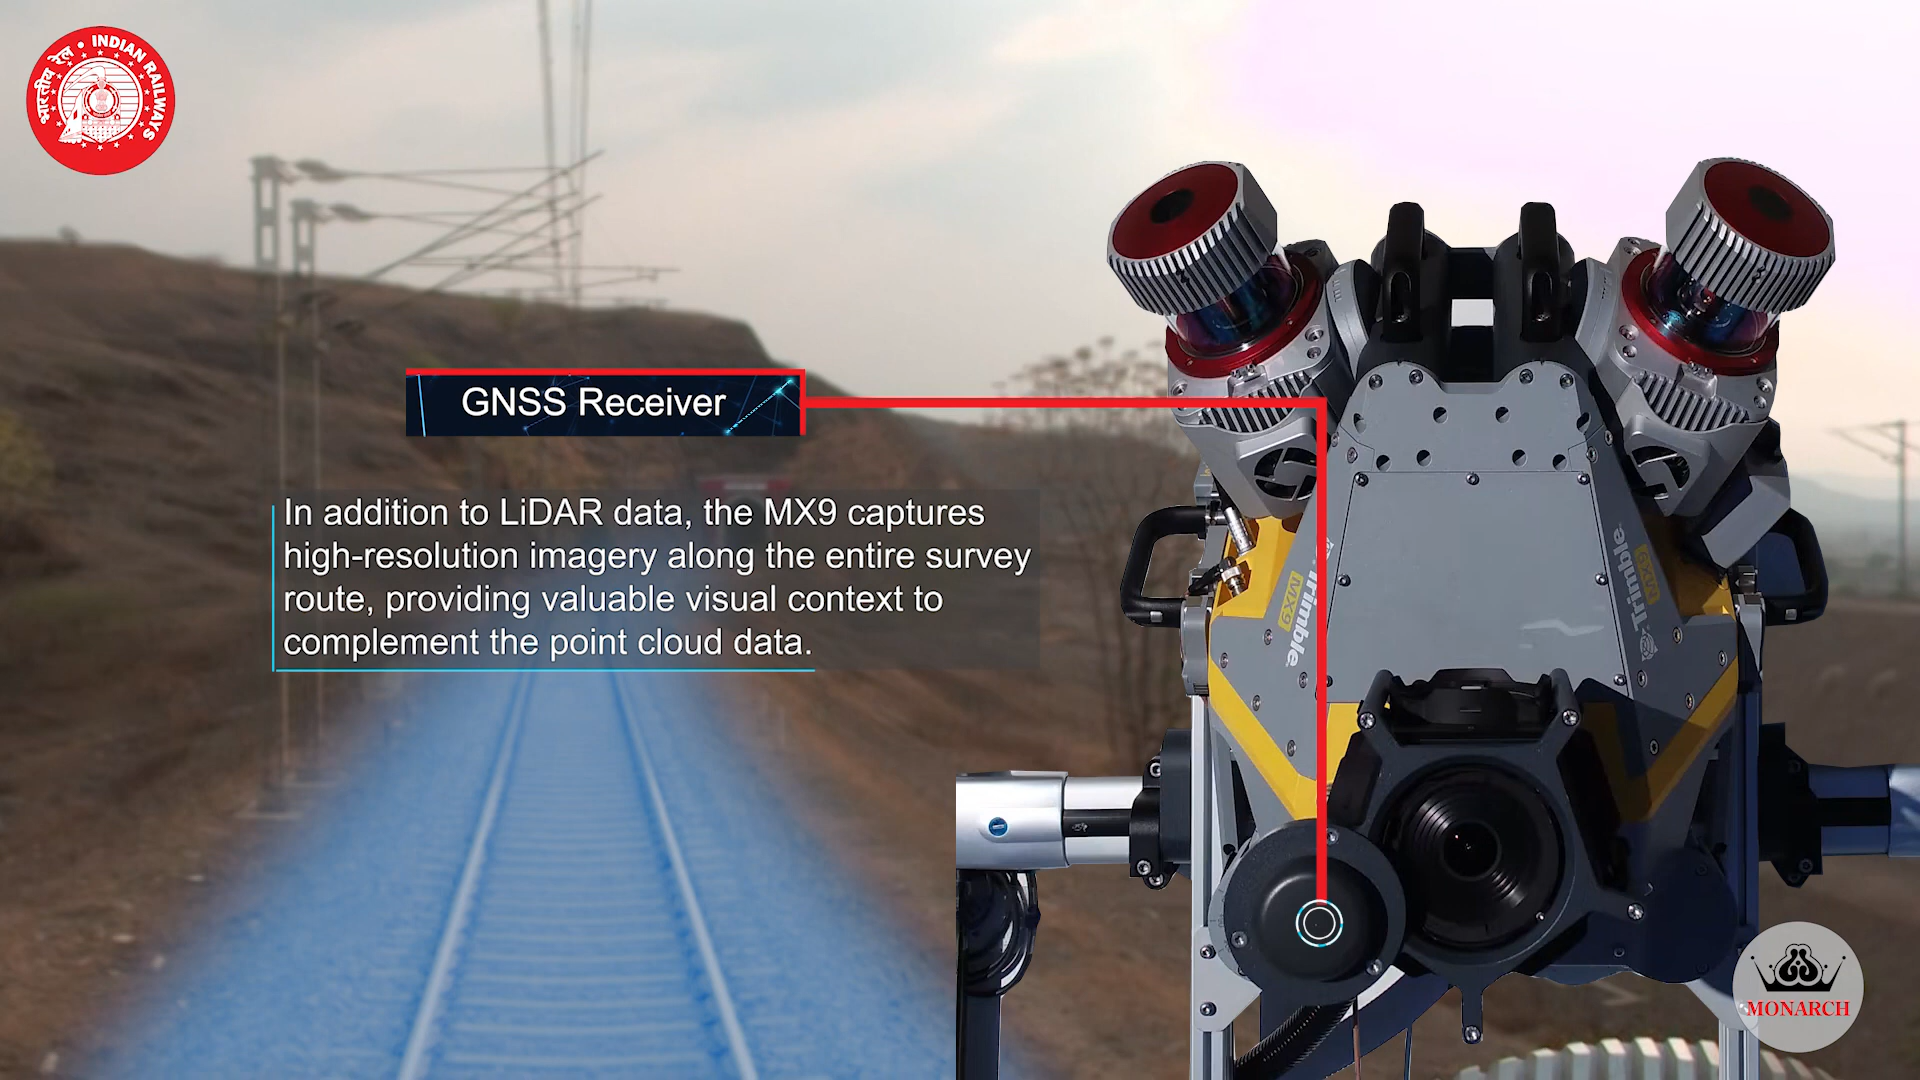 भारतीय रेल • INDIAN RAILWAYS
GNSS Receiver
In addition to LiDAR data, the MX9 captures
high-resolution imagery along the entire survey
route, providing valuable visual context to
complement the point cloud data.
Trimble
MX9
Trimble
MX9
MONARCH